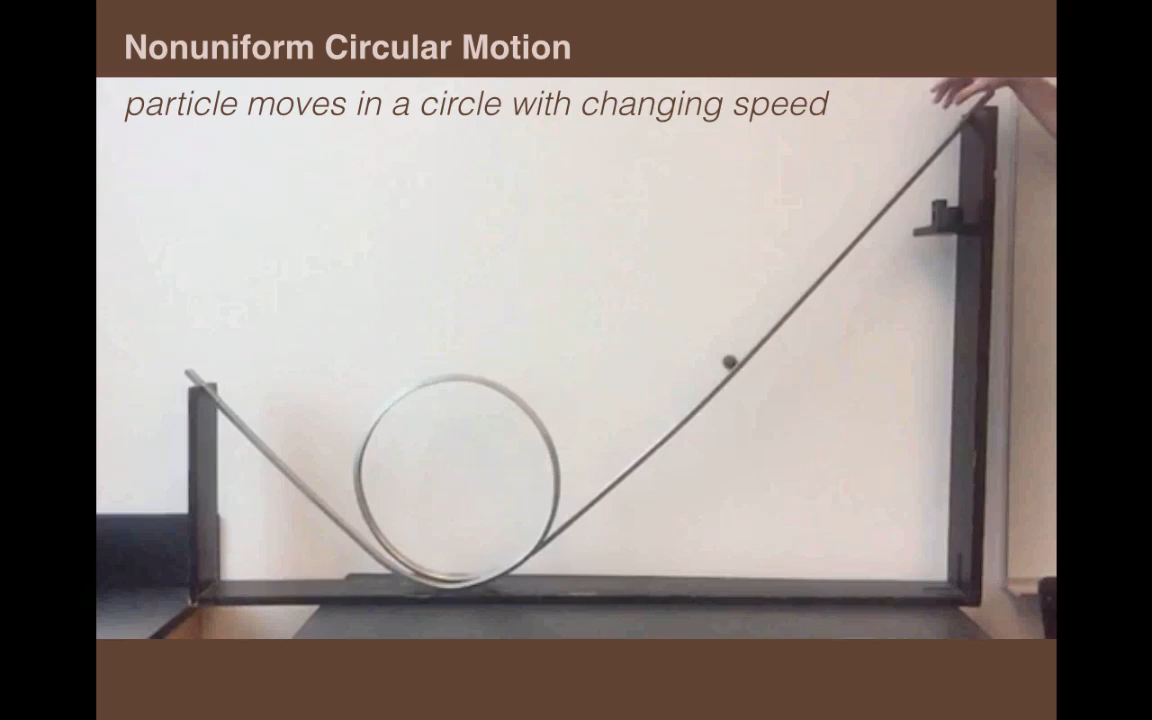 Nonuniform Circular Motion
particle moves in a circle with changing speed